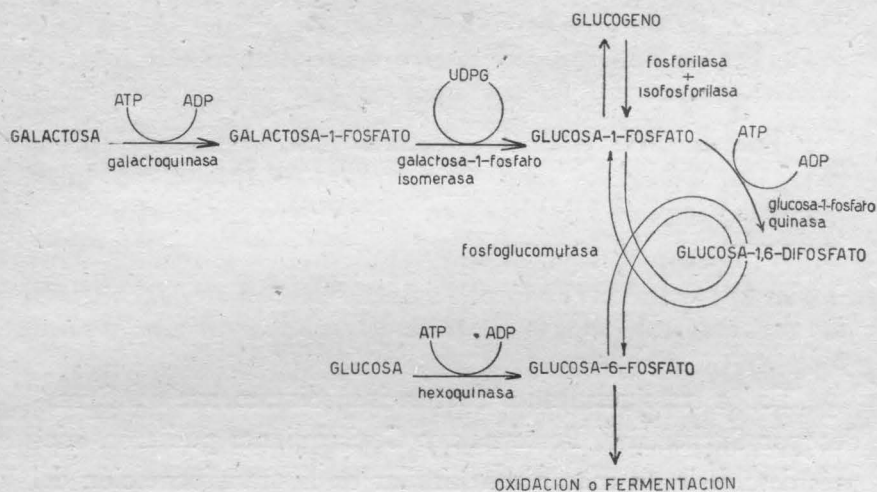 GLUCOGENO
fosforilasa
+
isofosforilasa
UDPG
ATP ADP
GALACTOSA
galactoquinasa
GALACTOSA-1-FOSFATO
galactosa-1-fosfato
isomerasa
GLUCOSA-1-FOSFATO
ATP
ADP
glucosa-1-fosfato
quinasa
fosfoglucomutasa
GLUCOSA-1,6-DIFOSFATO
ATP ADP
GLUCOSA
hexoquinasa
GLUCOSA-6-FOSFATO
OXIDACION o FERMENTACION